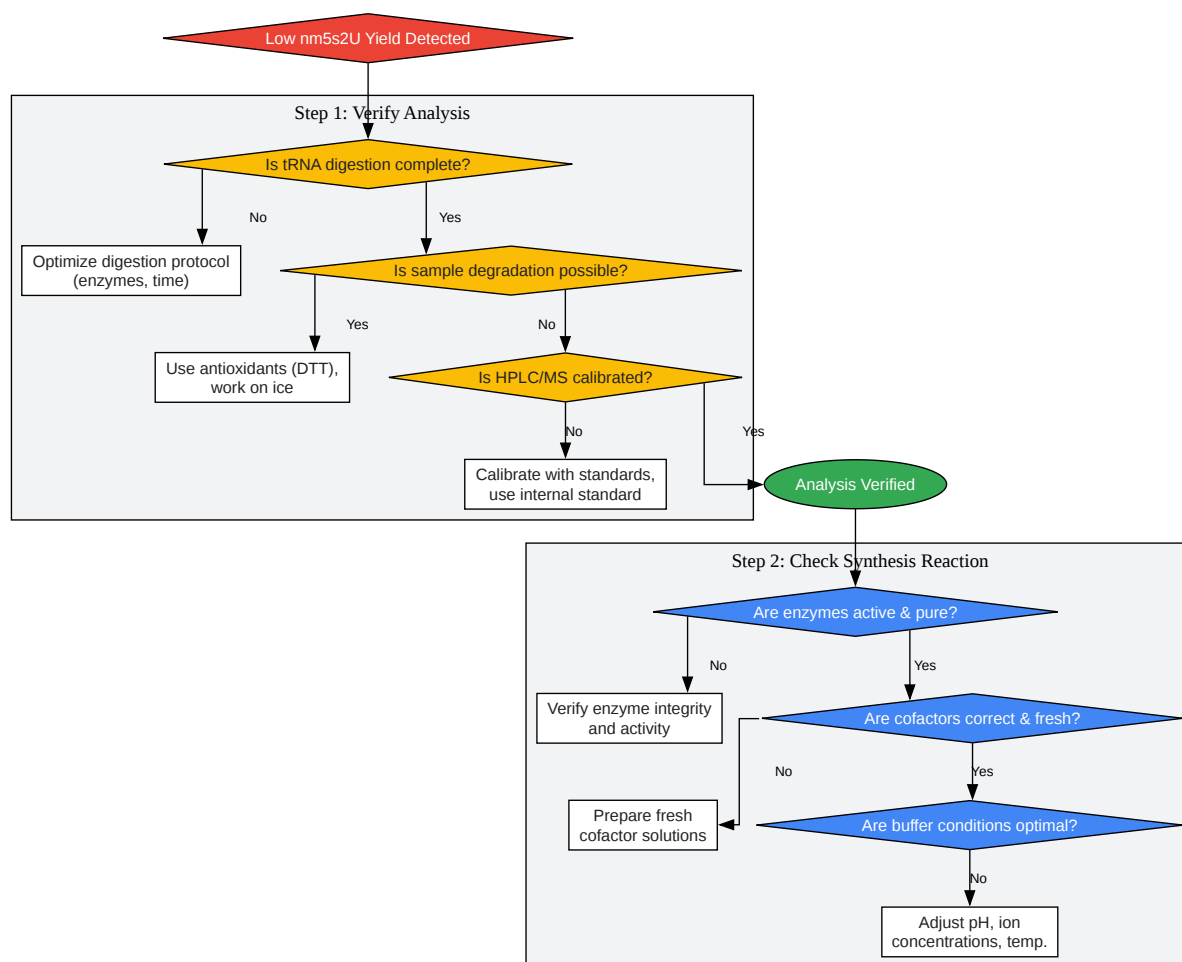 Low nm5s2U Yield Detected
Step 1: Verify Analysis
Is tRNA digestion complete?
No
Yes
Optimize digestion protocol
(enzymes, time)
Is sample degradation possible?
Yes
No
Use antioxidants (DTT),
work on ice
Is HPLC/MS calibrated?
No
Yes
Calibrate with standards,
use internal standard
Analysis Verified
Step 2: Check Synthesis Reaction
Are enzymes active & pure?
No
Yes
Verify enzyme integrity
and activity
Are cofactors correct & fresh?
No
Yes
Prepare fresh
cofactor solutions
Are buffer conditions optimal?
No
Adjust pH, ion
concentrations, temp.